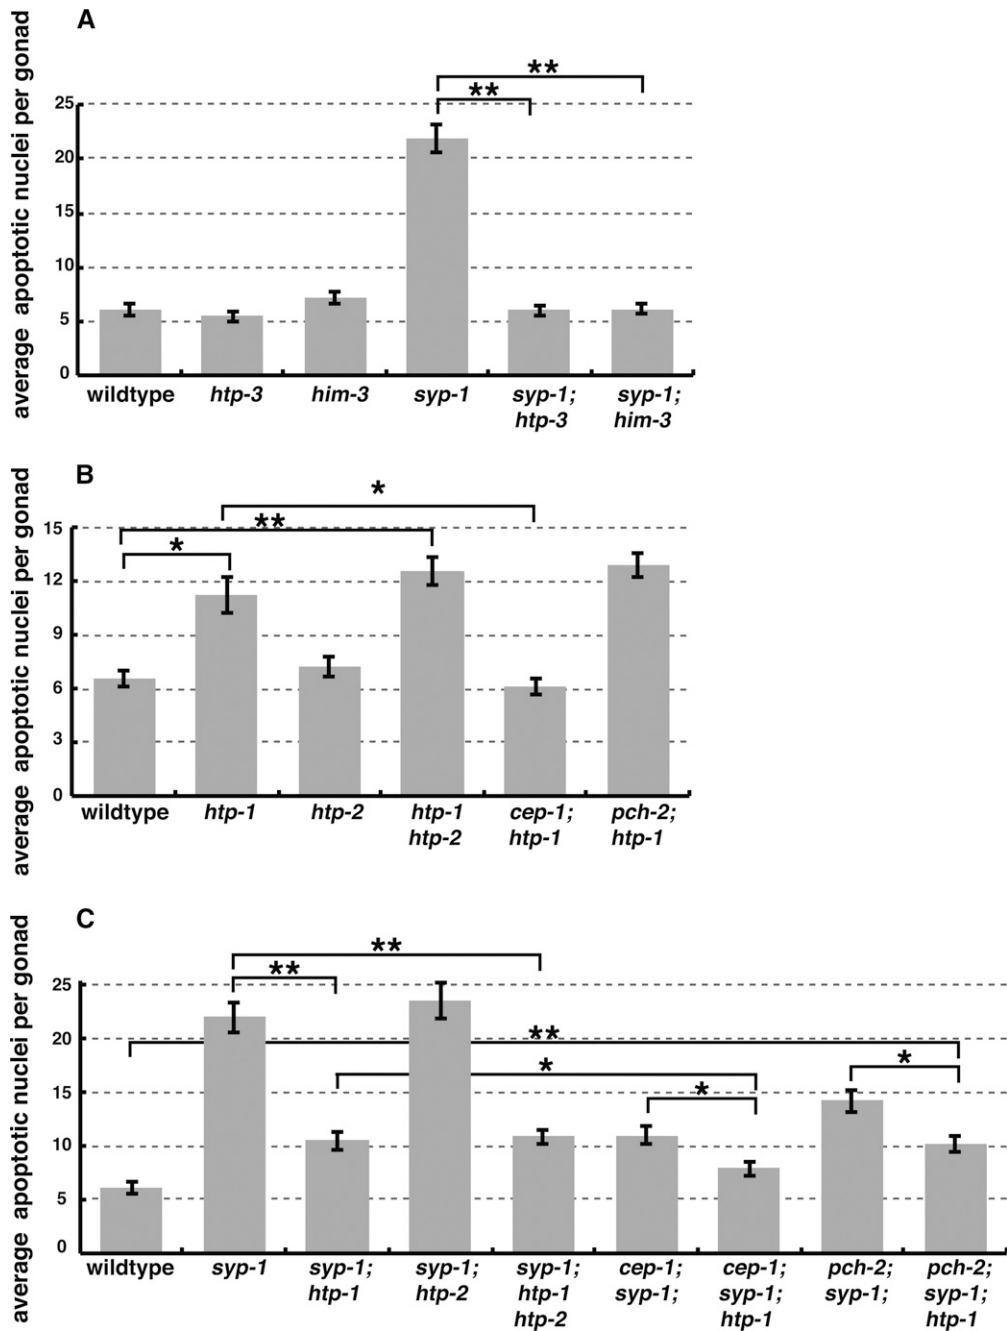 A
average apoptotic nuclei per gonad
** 
**
25
20
15
10
5
0
wildtype htp-3 him-3 syp-1 syp-1; syp-1;
htp-3 him-3
B
average apoptotic nuclei per gonad
*
**
*
15
12
9
6
3
0
wildtype htp-1 htp-2 htp-1 cep-1; pch-2;
htp-2 htp-1 htp-1
C
average apoptotic nuclei per gonad
**
**
**
*
*
*
25
20
15
10
5
0
wildtype syp-1 syp-1; syp-1; syp-1; cep-1; cep-1; pch-2; pch-2;
htp-1 htp-2 htp-1 syp-1; syp-1; syp-1; syp-1;
htp-2 htp-1 htp-1